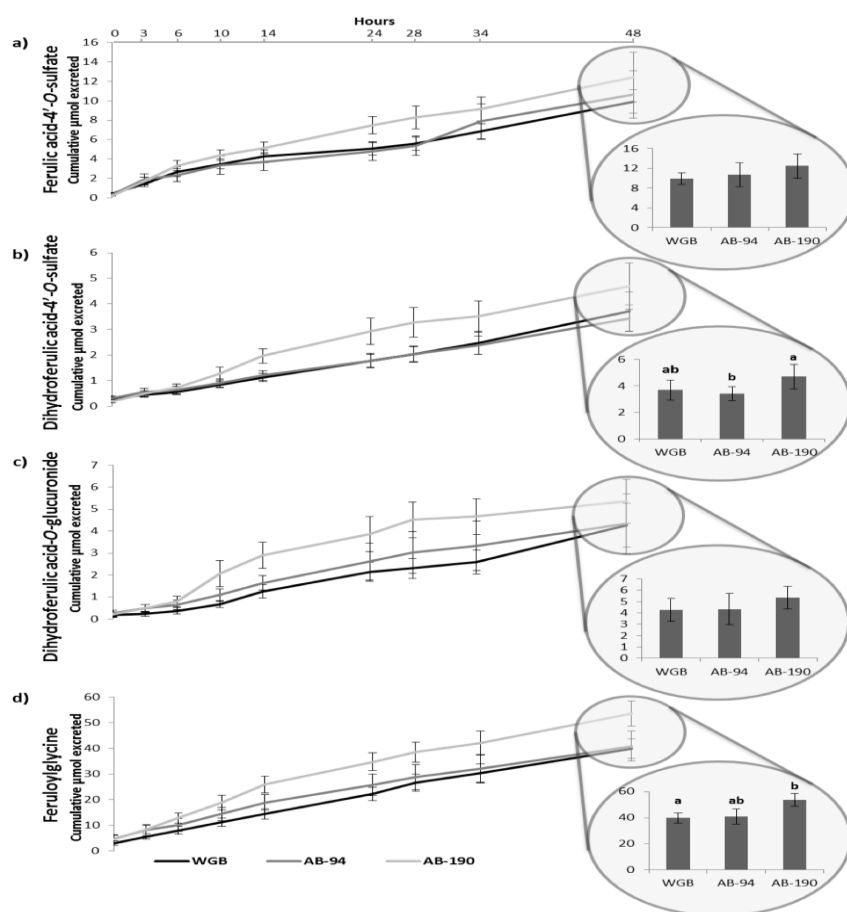 Hours
0 3 6 10 14 24 28 34 48
a)
Ferulic acid-4'-O-sulfate
Cumulative µmol excreted
16
14
12
10
8
6
4
2
0
16
12
8
4
0
WGB AB-94 AB-190
b)
Dihydroferulic acid-4'-O-sulfate
Cumulative µmol excreted
6
5
4
3
2
1
0
6
4
2
0
ab b a
WGB AB-94 AB-190
c)
Dihydroferulic acid-O-glucuronide
Cumulative µmol excreted
7
6
5
4
3
2
1
0
7
6
5
4
3
2
1
0
WGB AB-94 AB-190
d)
Feruloylglycine
Cumulative µmol excreted
60
50
40
30
20
10
0
60
40
20
0
a ab b
WGB AB-94 AB-190
WGB AB-94 AB-190